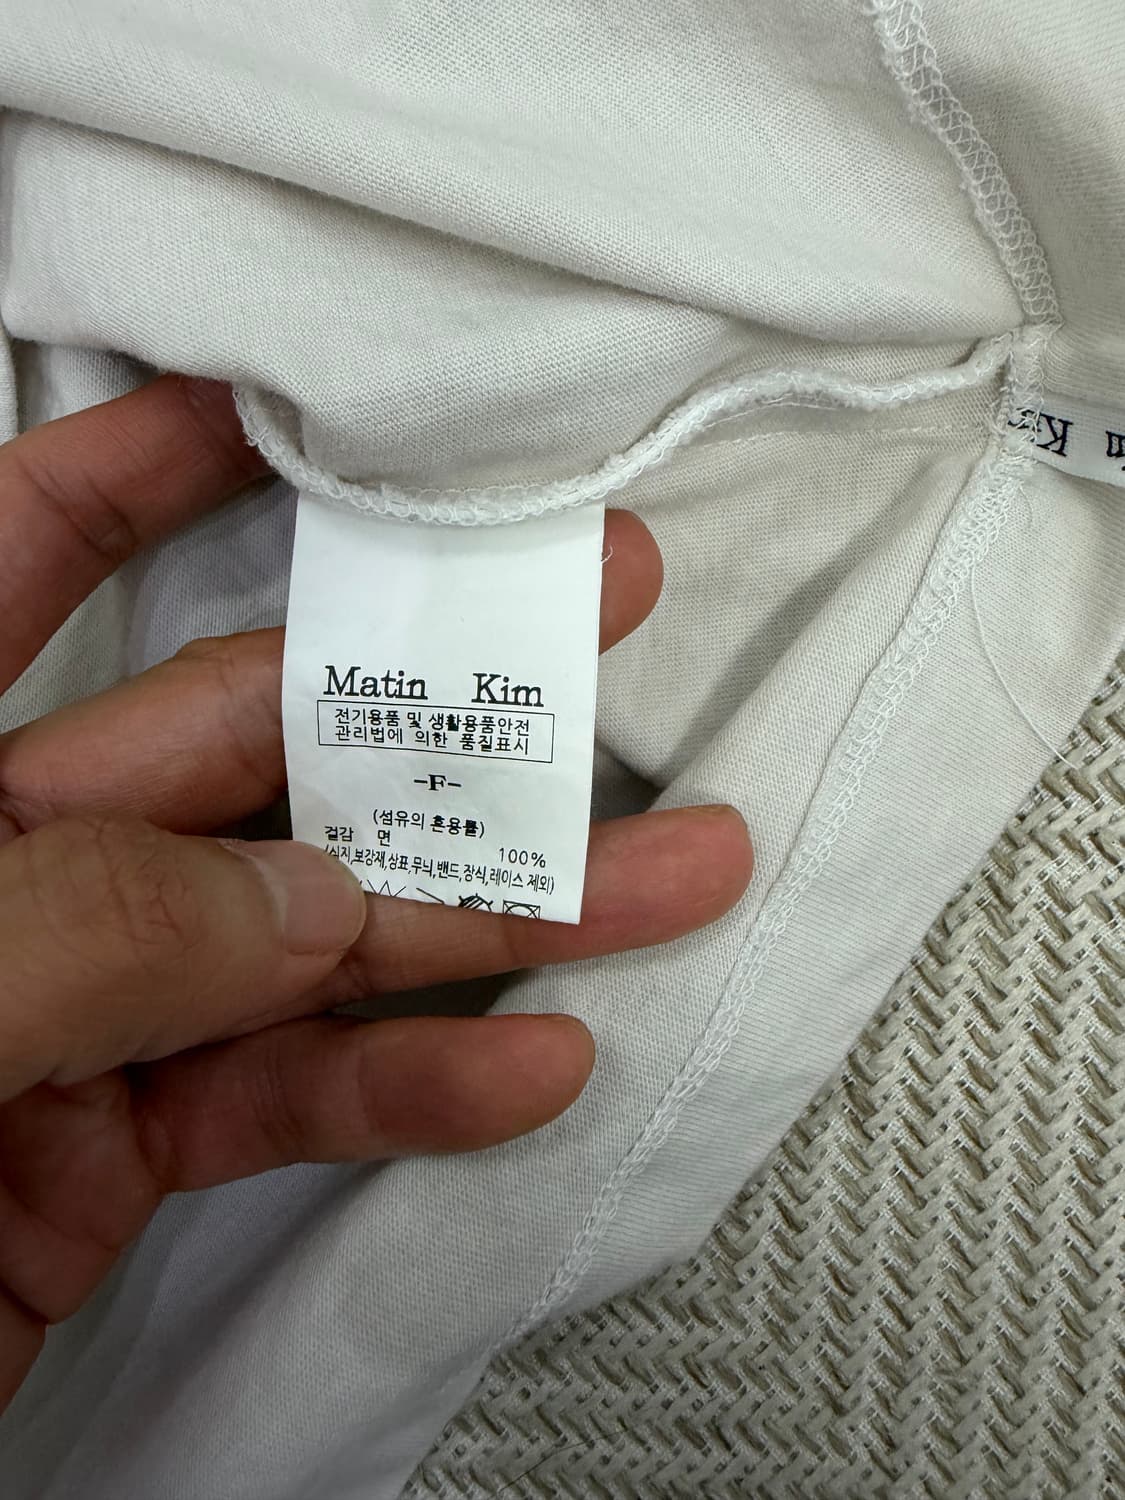 Matin Kim
전기용품 및 생활용품안전
관리법에 의한 품질표시
-F-
(섬유의 혼용률)
겉감 면 100%
(심지,보강재,상표,무늬,밴드,장식,레이스 제외)